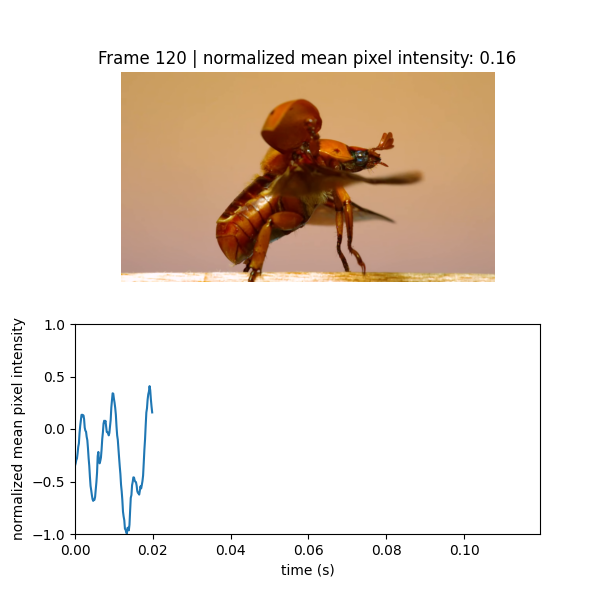 Frame 120 | normalized mean pixel intensity: 0.16
1.0
0.5
0.0
−0.5
−1.0
normalized mean pixel intensity
0.00 0.02 0.04 0.06 0.08 0.10
time (s)